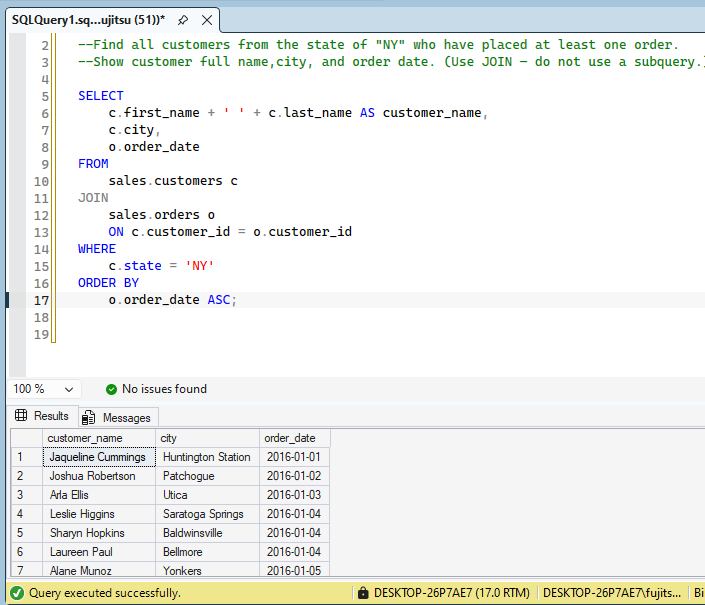 SQLQuery1.sq...ujitsu (51))*
2 --Find all customers from the state of "NY" who have placed at least one order.
3 --Show customer full name,city, and order date. (Use JOIN – do not use a subquery.)
4
5 SELECT
6 c.first_name + ' ' + c.last_name AS customer_name,
7 c.city,
8 o.order_date
9 FROM
10 sales.customers c
11 JOIN
12 sales.orders o
13 ON c.customer_id = o.customer_id
14 WHERE
15 c.state = 'NY'
16 ORDER BY
17 o.order_date ASC;
18
19
100 % No issues found
Results Messages
customer_name city order_date
1 Jaqueline Cummings Huntington Station 2016-01-01
2 Joshua Robertson Patchogue 2016-01-02
3 Arla Ellis Utica 2016-01-03
4 Leslie Higgins Saratoga Springs 2016-01-04
5 Sharyn Hopkins Baldwinsville 2016-01-04
6 Laureen Paul Bellmore 2016-01-04
7 Alane Munoz Yonkers 2016-01-05
Query executed successfully. DESKTOP-26P7AE7 (17.0 RTM) DESKTOP-26P7AE7\fujits... Bi